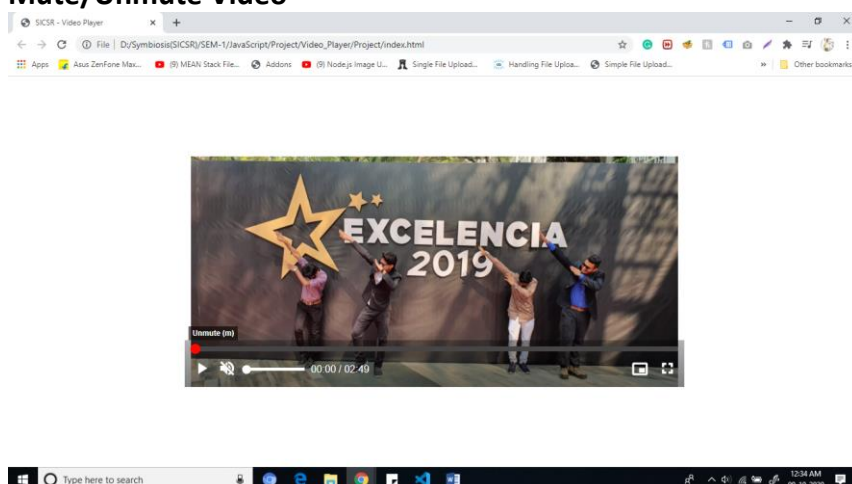 Mute/Unmute Video
SICSR - Video Player
File | D:/Symbiosis(SICSR)/SEM-1/JavaScript/Project/Video_Player/Project/index.html
Apps Asus ZenFone Max... (9) MEAN Stack File... Addons (9) Node.js Image U... Single File Upload... Handling File Uploa... Simple File Upload... » Other bookmarks
EXCELENCIA
2019
Unmute (m)
00:00 / 02:49
Type here to search
12:34 AM